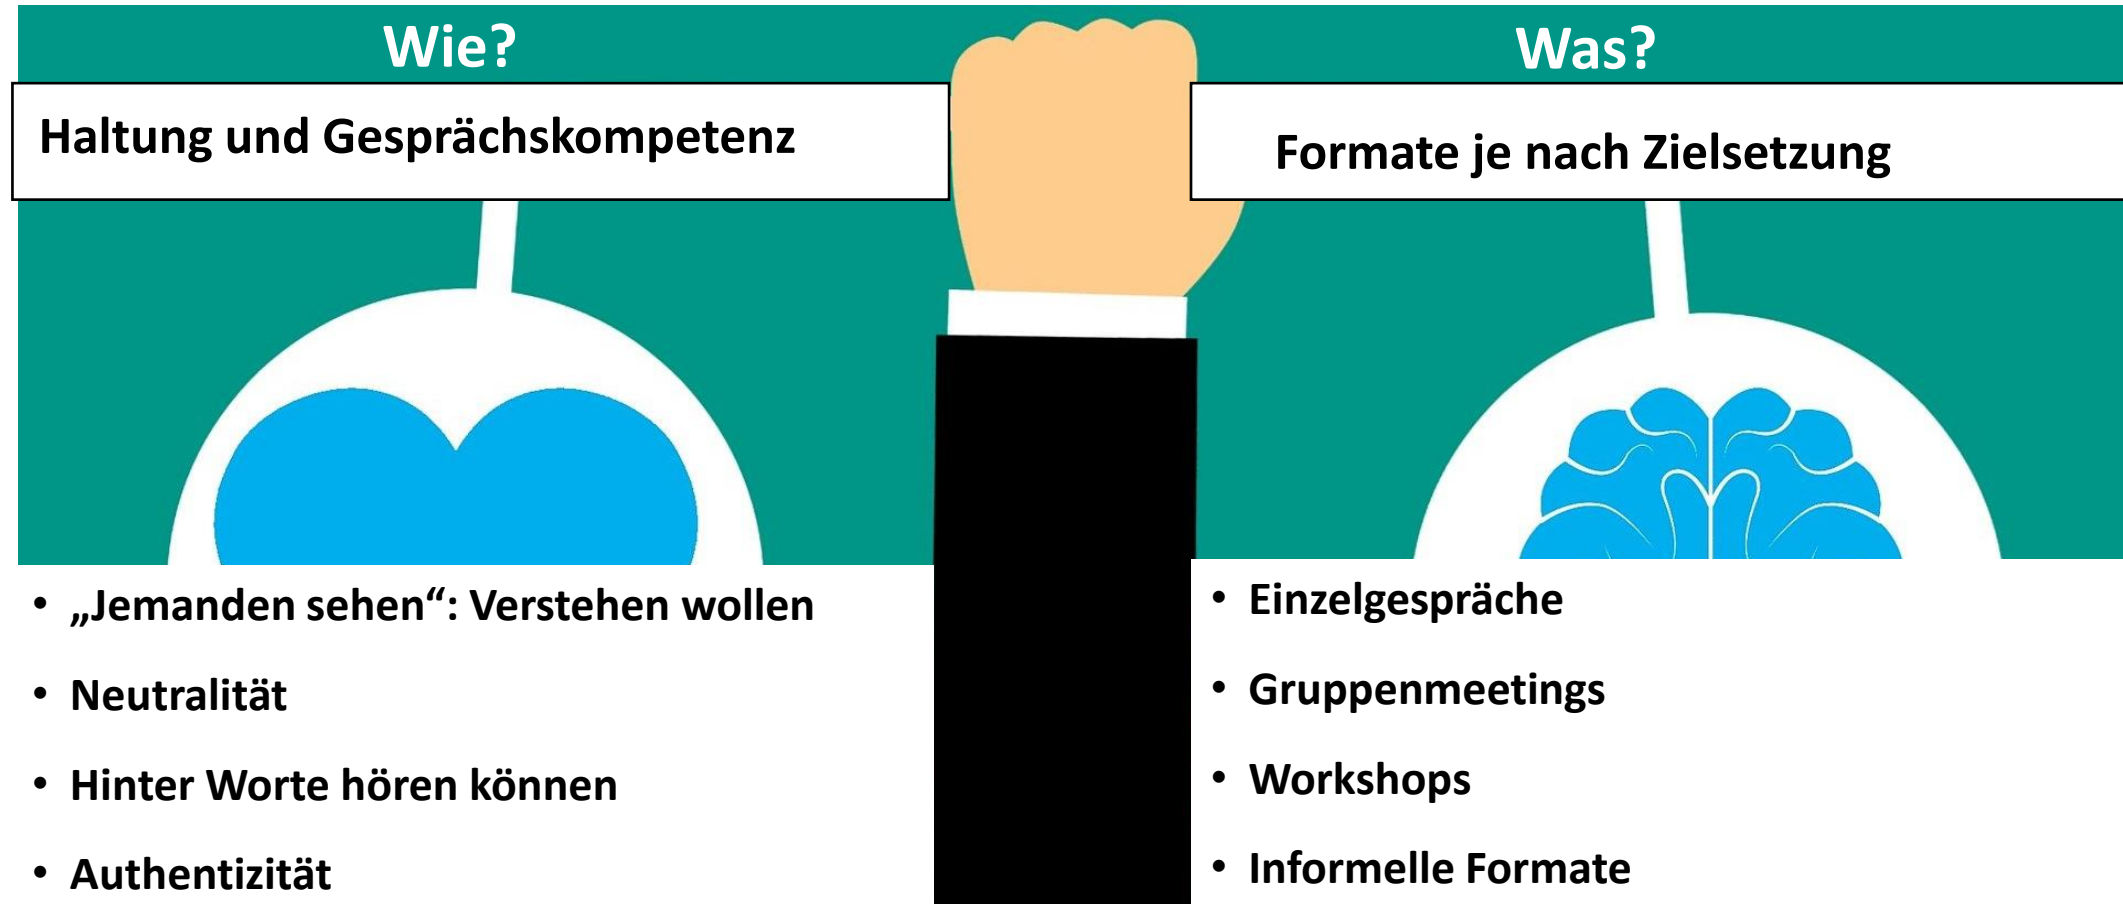 Wie?
Haltung und Gesprächskompetenz
• „Jemanden sehen“: Verstehen wollen
• Neutralität
• Hinter Worte hören können
• Authentizität
Was?
Formate je nach Zielsetzung
• Einzelgespräche
• Gruppenmeetings
• Workshops
• Informelle Formate